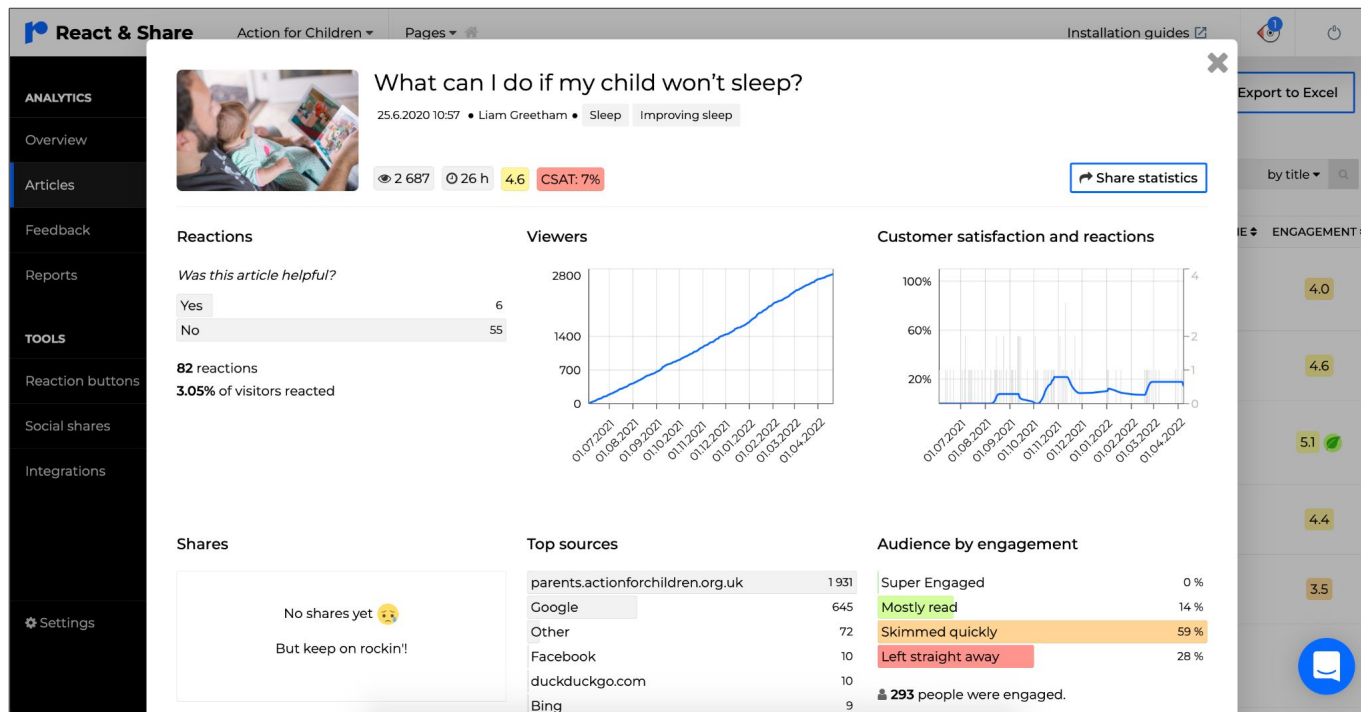 React & Share
Action for Children
Pages
Installation guides
1
ANALYTICS
Overview
Articles
Feedback
Reports
TOOLS
Reaction buttons
Social shares
Integrations
Settings
What can I do if my child won't sleep?
25.6.2020 10:57 • Liam Greetham • Sleep Improving sleep
2 687 26 h 4.6 CSAT: 7%
Share statistics
Reactions
Was this article helpful?
Yes 6
No 55
82 reactions
3.05% of visitors reacted
Viewers
2800
1400
700
0
01.07.2021 01.08.2021 01.09.2021 01.10.2021 01.11.2021 01.12.2021 01.01.2022 01.02.2022 01.03.2022 01.04.2022
Customer satisfaction and reactions
100% 4
60% 2
20% 1
0
01.07.2021 01.08.2021 01.09.2021 01.10.2021 01.11.2021 01.12.2021 01.01.2022 01.02.2022 01.03.2022 01.04.2022
Shares
No shares yet
But keep on rockin'!
Top sources
parents.actionforchildren.org.uk 1 931
Google 645
Other 72
Facebook 10
duckduckgo.com 10
Bing 9
Audience by engagement
Super Engaged 0 %
Mostly read 14 %
Skimmed quickly 59 %
Left straight away 28 %
293 people were engaged.
Export to Excel
by title
ENGAGEMENT
4.0
4.6
5.1
4.4
3.5